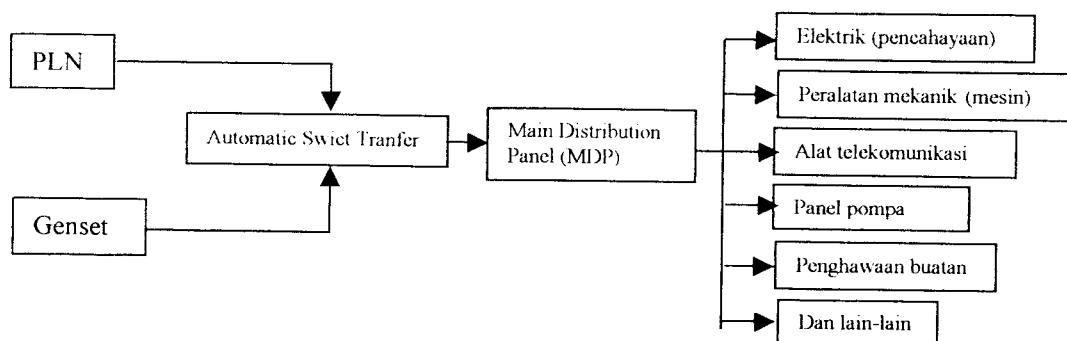 PLN
Genset
Automatic Swict Tranfer
Main Distribution
Panel (MDP)
Elektrik (pencahayaan)
Peralatan mekanik (mesin)
Alat telekomunikasi
Panel pompa
Penghawaan buatan
Dan lain-lain